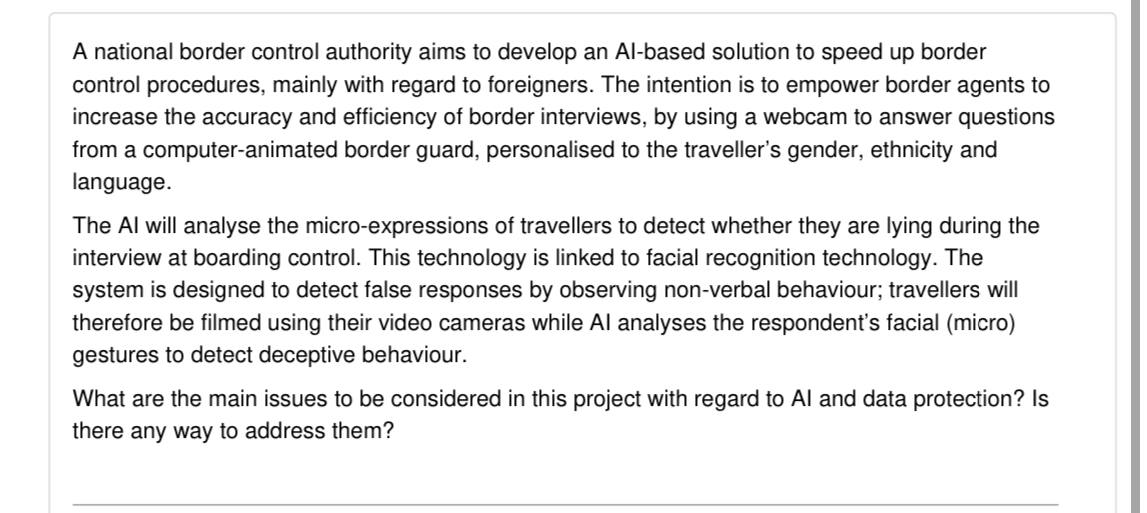 A national border control authority aims to develop an AI-based solution to speed up border
control procedures, mainly with regard to foreigners. The intention is to empower border agents to
increase the accuracy and efficiency of border interviews, by using a webcam to answer questions
from a computer-animated border guard, personalised to the traveller's gender, ethnicity and
language.
The AI will analyse the micro-expressions of travellers to detect whether they are lying during the
interview at boarding control. This technology is linked to facial recognition technology. The
system is designed to detect false responses by observing non-verbal behaviour; travellers will
therefore be filmed using their video cameras while AI analyses the respondent's facial (micro)
gestures to detect deceptive behaviour.
What are the main issues to be considered in this project with regard to AI and data protection? Is
there any way to address them?